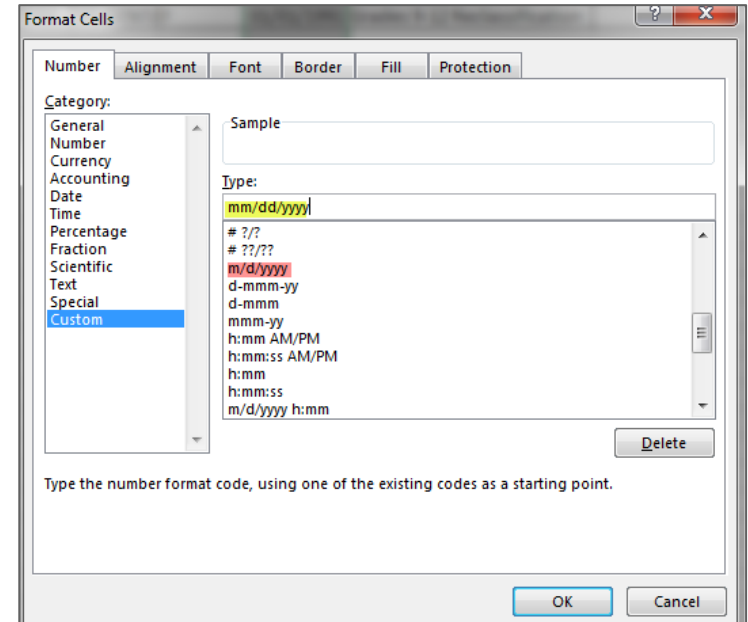 Format Cells
Number Alignment Font Border Fill Protection
Category:
General
Number
Currency
Accounting
Date
Time
Percentage
Fraction
Scientific
Text
Special
Custom
Sample
Type:
mm/dd/yyyy
# ?/?
# ??/??
m/d/yyyy
d-mmm-yy
d-mmm
mmm-yy
h:mm AM/PM
h:mm:ss AM/PM
h:mm
h:mm:ss
m/d/yyyy h:mm
Delete
Type the number format code, using one of the existing codes as a starting point.
OK Cancel